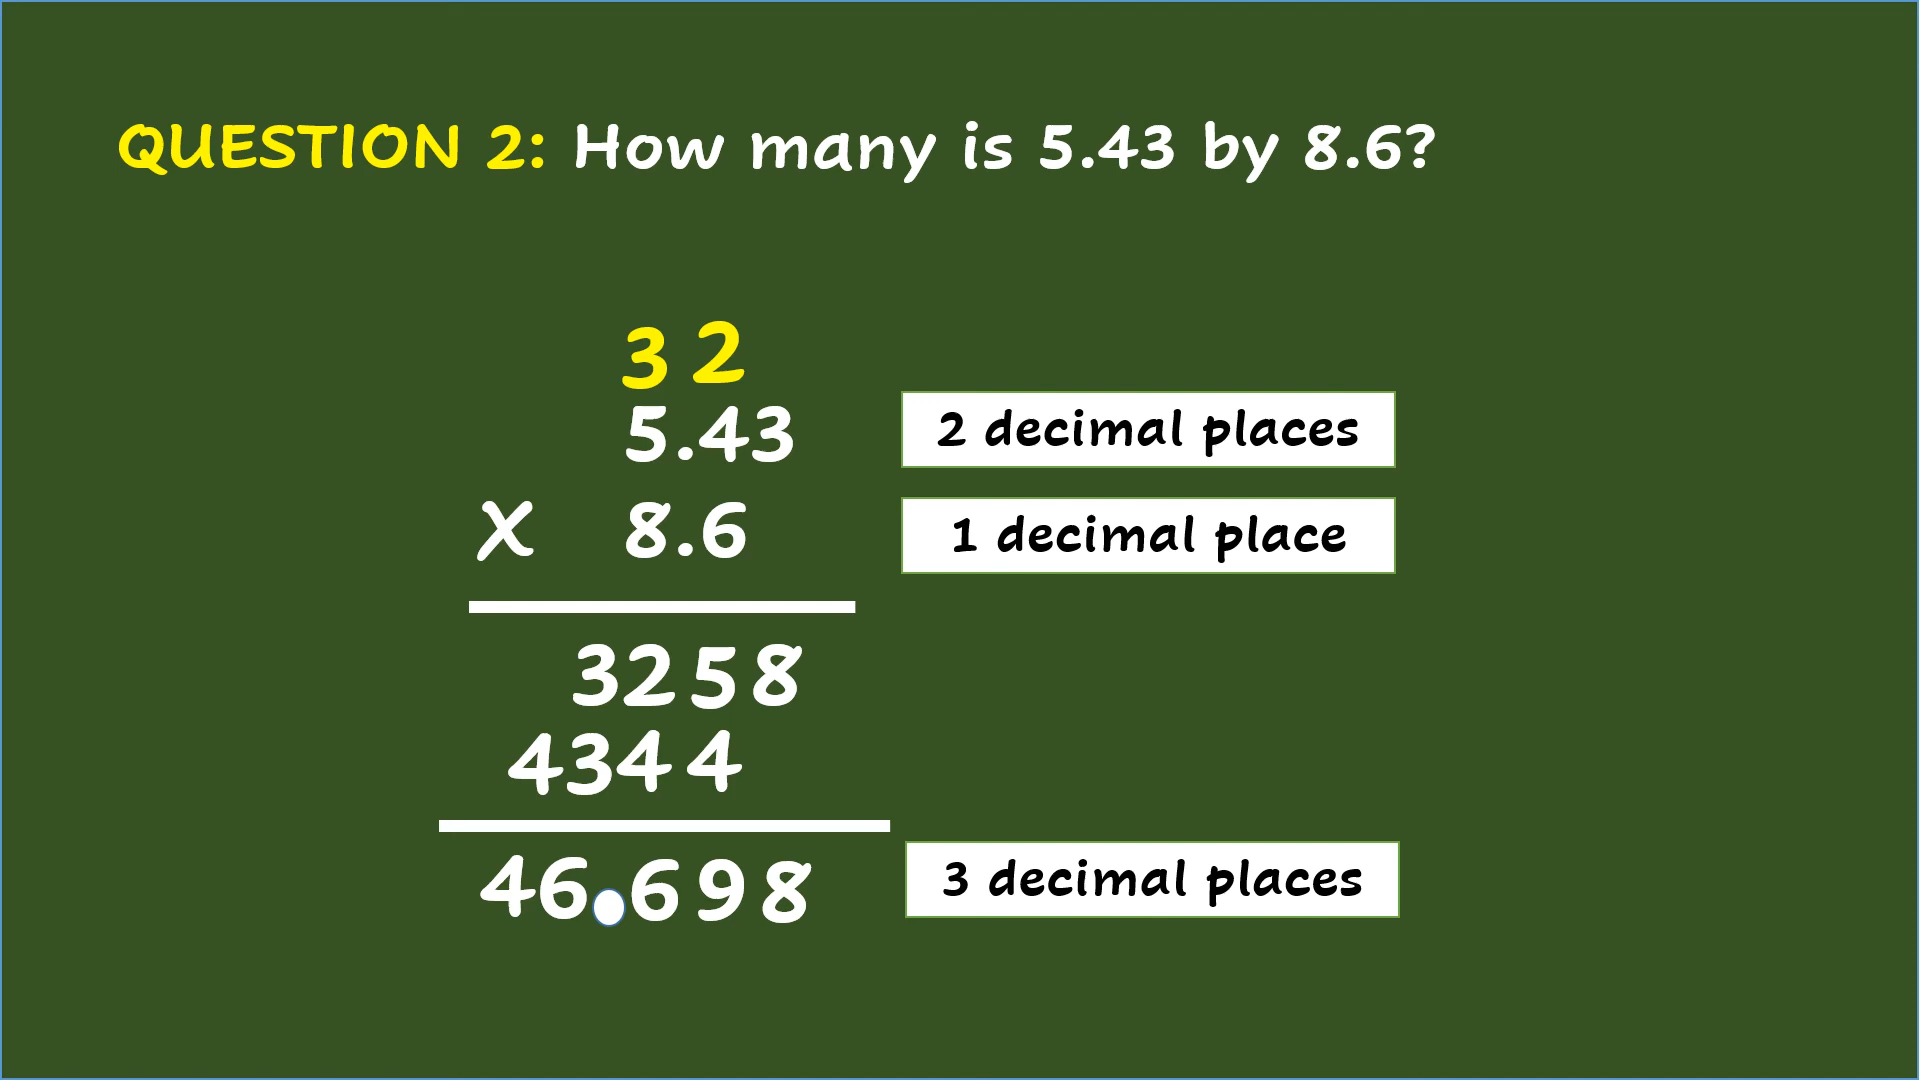 QUESTION 2: How many is 5.43 by 8.6?
3 2
5.43
2 decimal places
X 8.6
1 decimal place
3258
4344
46.698
3 decimal places